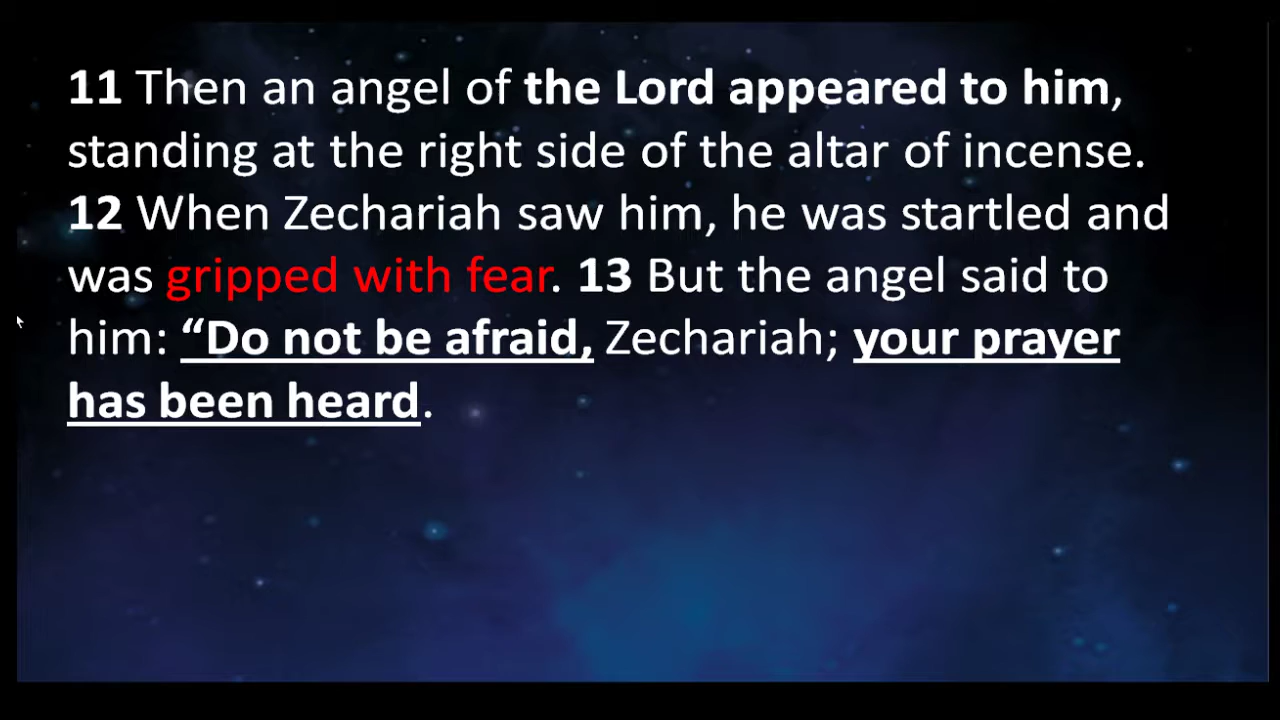 11 Then an angel of the Lord appeared to him,
standing at the right side of the altar of incense.
12 When Zechariah saw him, he was startled and
was gripped with fear. 13 But the angel said to
him: “Do not be afraid, Zechariah; your prayer
has been heard.